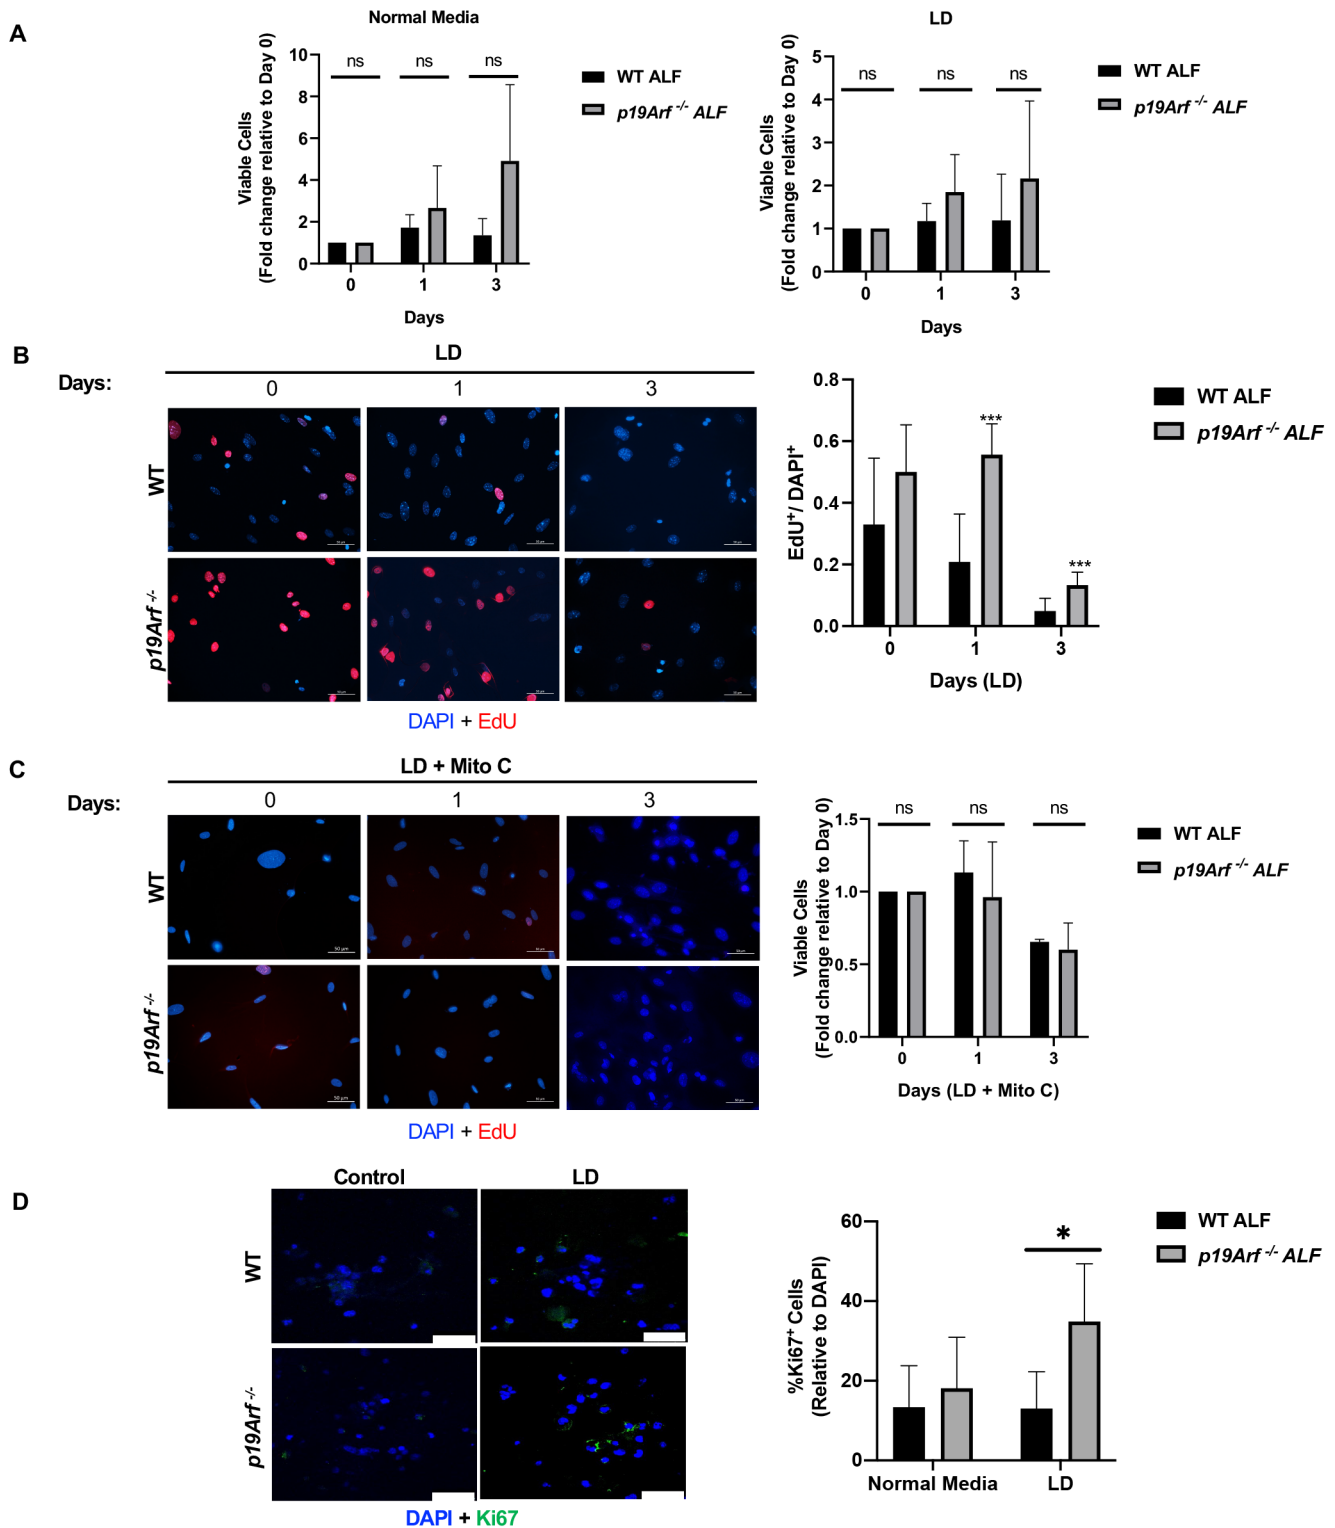 A
Normal Media
Viable Cells
(Fold change relative to Day 0)
10
8
6
4
2
0
ns
ns
ns
0
1
3
Days
WT ALF
p19Arf -/- ALF
LD
Viable Cells
(Fold change relative to Day 0)
5
4
3
2
1
0
ns
ns
ns
0
1
3
Days
WT ALF
p19Arf -/- ALF
B
LD
Days:
0
1
3
WT
p19Arf -/-
DAPI + EdU
EdU+/ DAPI+
0.8
0.6
0.4
0.2
0.0
***
***
0
1
3
Days (LD)
WT ALF
p19Arf -/- ALF
C
LD + Mito C
Days:
0
1
3
WT
p19Arf -/-
50 µm
50 µm
DAPI + EdU
Viable Cells
(Fold change relative to Day 0)
1.5
1.0
0.5
0.0
ns
ns
ns
0
1
3
Days (LD + Mito C)
WT ALF
p19Arf -/- ALF
D
Control
LD
WT
p19Arf -/-
DAPI + Ki67
%Ki67+ Cells
(Relative to DAPI)
60
40
20
0
*
Normal Media
LD
WT ALF
p19Arf -/- ALF